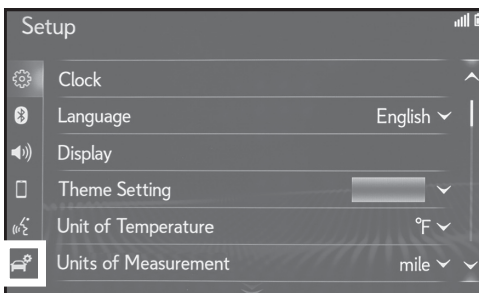 Setup
Clock
Language English
Display
Theme Setting
Unit of Temperature °F
Units of Measurement mile